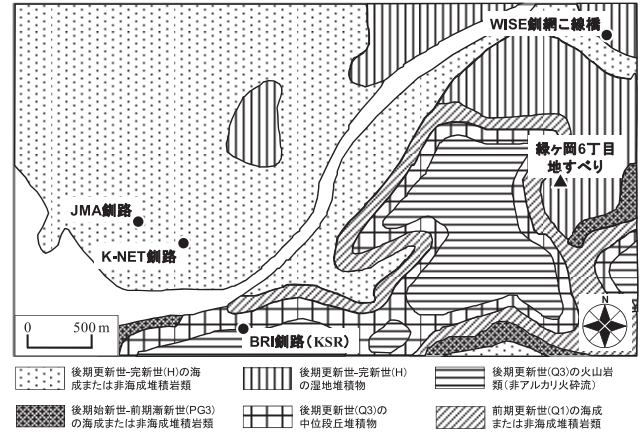 WISE釧網こ線橋
緑ヶ岡6丁目
地すべり
JMA釧路
K-NET釧路
N
0 500 m
BRI釧路(KSR)
後期更新世-完新世(H)の海
成または非海成堆積岩類
後期更新世-完新世(H)
の湿地堆積物
後期更新世(Q3)の火山岩
類(非アルカリ火砕流)
後期始新世-前期漸新世(PG3)
の海成または非海成堆積岩類
後期更新世(Q3)の
中位段丘堆積物
前期更新世(Q1)の海成
または非海成堆積岩類